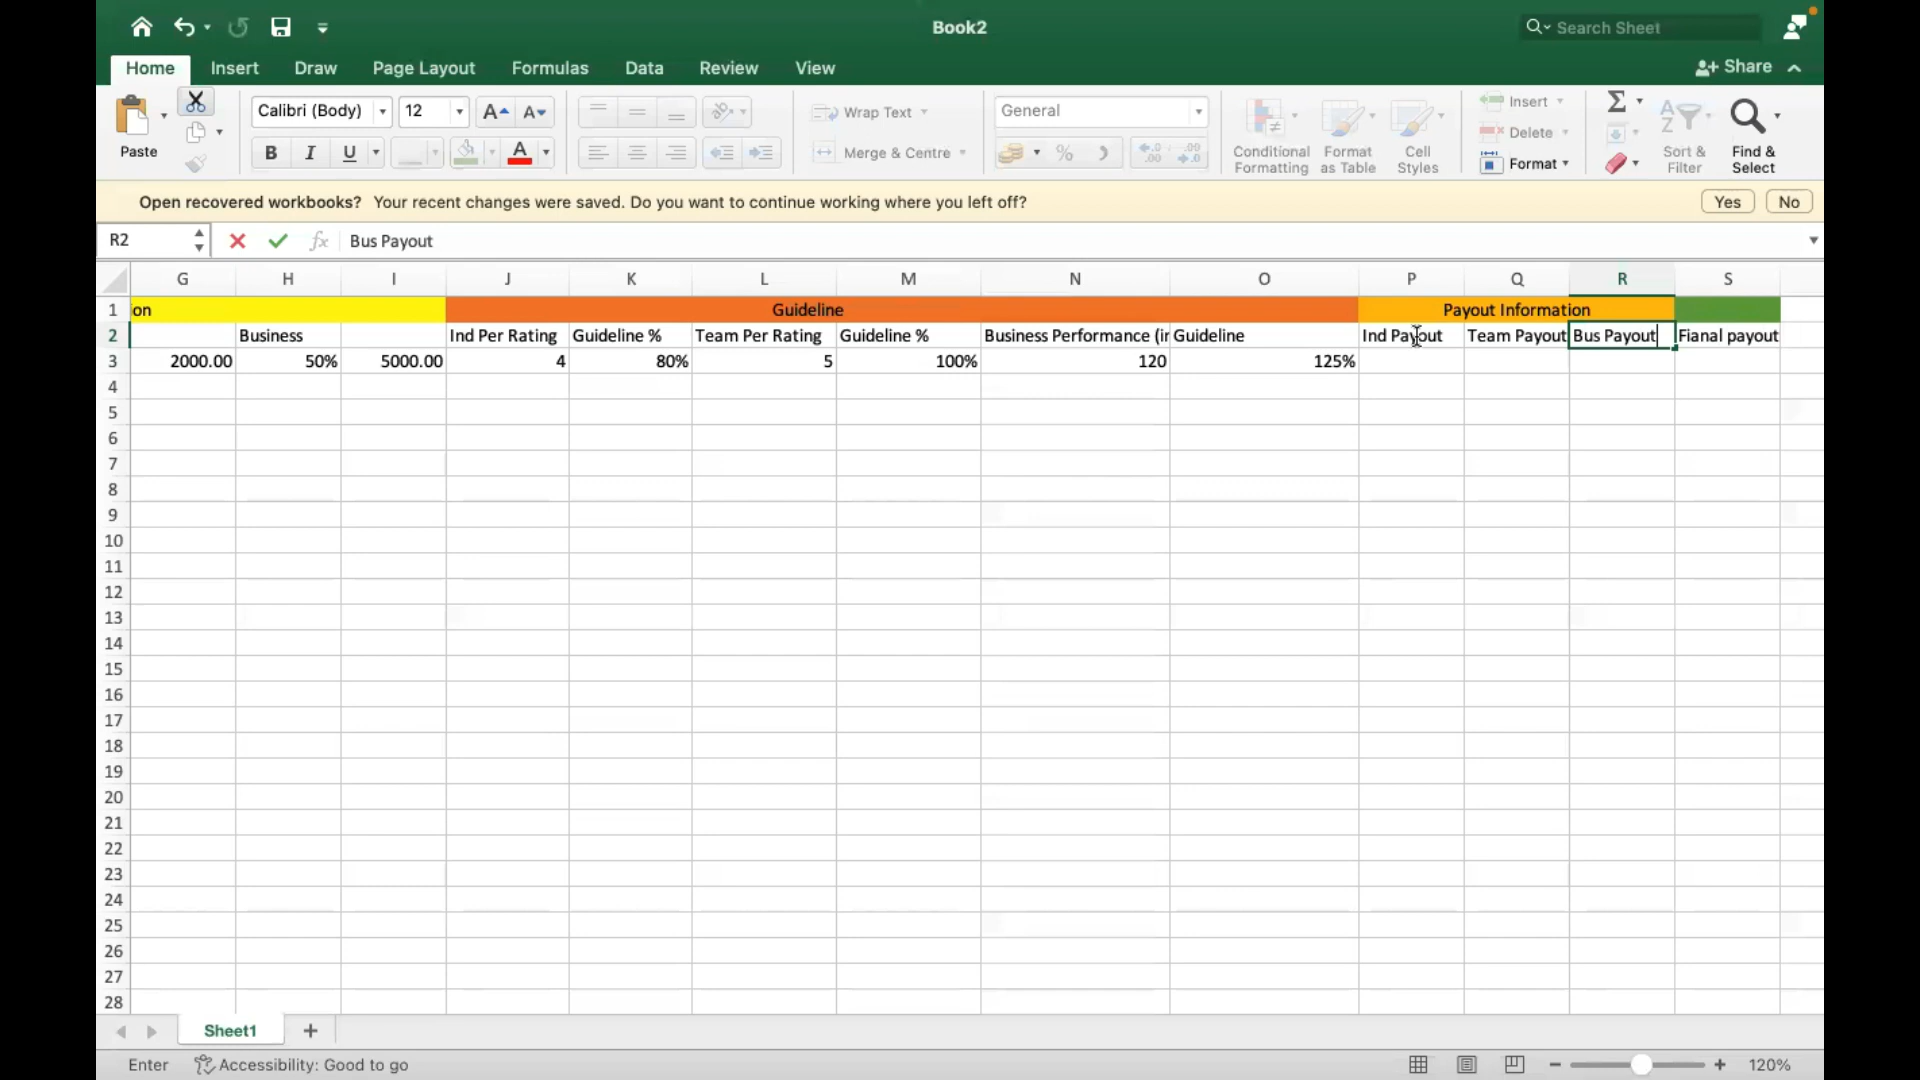 Book2
Search Sheet
Home Insert Draw Page Layout Formulas Data Review View Share
Paste Calibri (Body) 12 A A B I U A Wrap Text Merge & Centre General % .00 .0 .00 .0 Conditional Formatting Format as Table Cell Styles Insert Delete Format Σ A Z Sort & Filter Find & Select
Open recovered workbooks? Your recent changes were saved. Do you want to continue working where you left off? Yes No
R2 fx Bus Payout
G H I J K L M N O P Q R S
1 on Guideline Payout Information
2 Business Ind Per Rating Guideline % Team Per Rating Guideline % Business Performance (ir Guideline Ind Payout Team Payout Bus Payout Fianal payout
3 2000.00 50% 5000.00 4 80% 5 100% 120 125%
4
5
6
7
8
9
10
11
12
13
14
15
16
17
18
19
20
21
22
23
24
25
26
27
28
Sheet1 +
Enter Accessibility: Good to go 120%